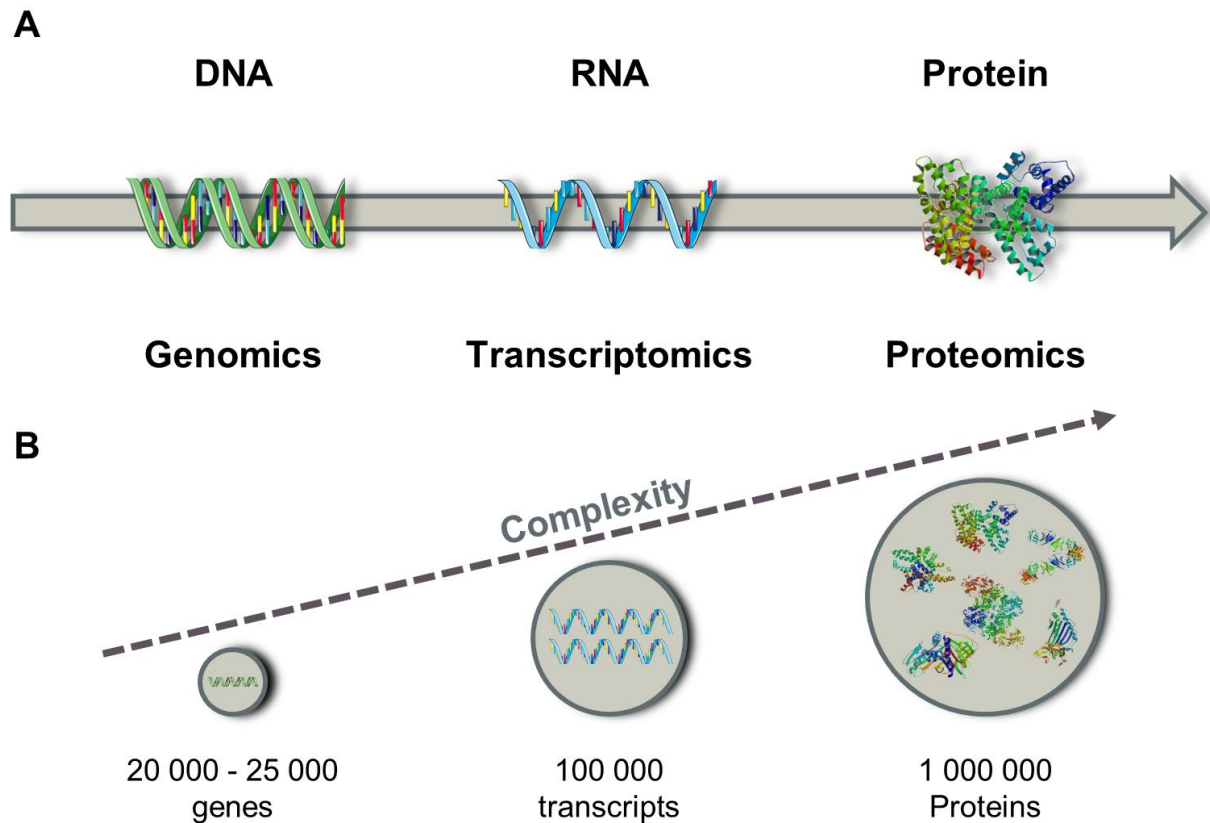 A
DNA
RNA
Protein
Genomics
Transcriptomics
Proteomics
B
Complexity
20 000 - 25 000
genes
100 000
transcripts
1 000 000
Proteins